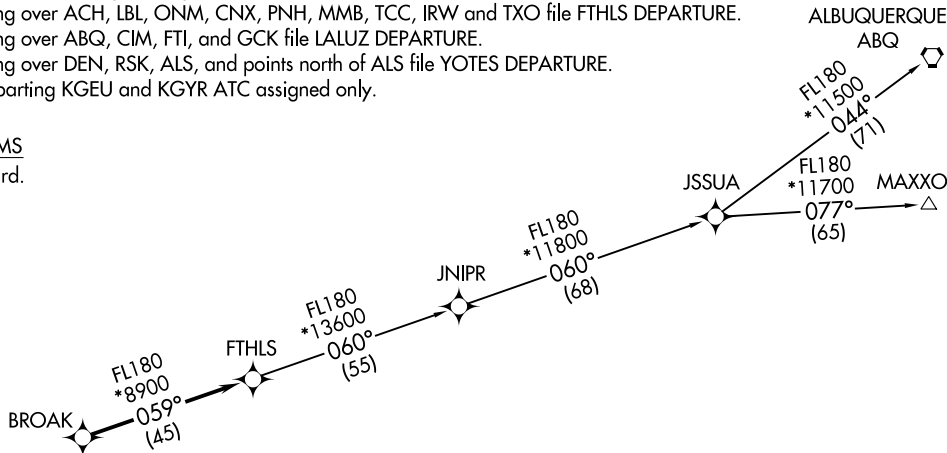 ng over ACH, LBL, ONM, CNX, PNH, MMB, TCC, IRW and TXO file FTHLS DEPARTURE.
ng over ABQ, CIM, FTI, and GCK file LALUZ DEPARTURE.
ng over DEN, RSK, ALS, and points north of ALS file YOTES DEPARTURE.
parting KGEU and KGYR ATC assigned only.
MS
rd.
ALBUQUERQUE
ABQ
FL180
*11500
044°
(71)
JSSUA
FL180
*11700
077°
(65)
MAXXO
FL180
*11800
060°
(68)
JNIPR
FL180
*13600
060°
(55)
FTHLS
FL180
*8900
059°
(45)
BROAK